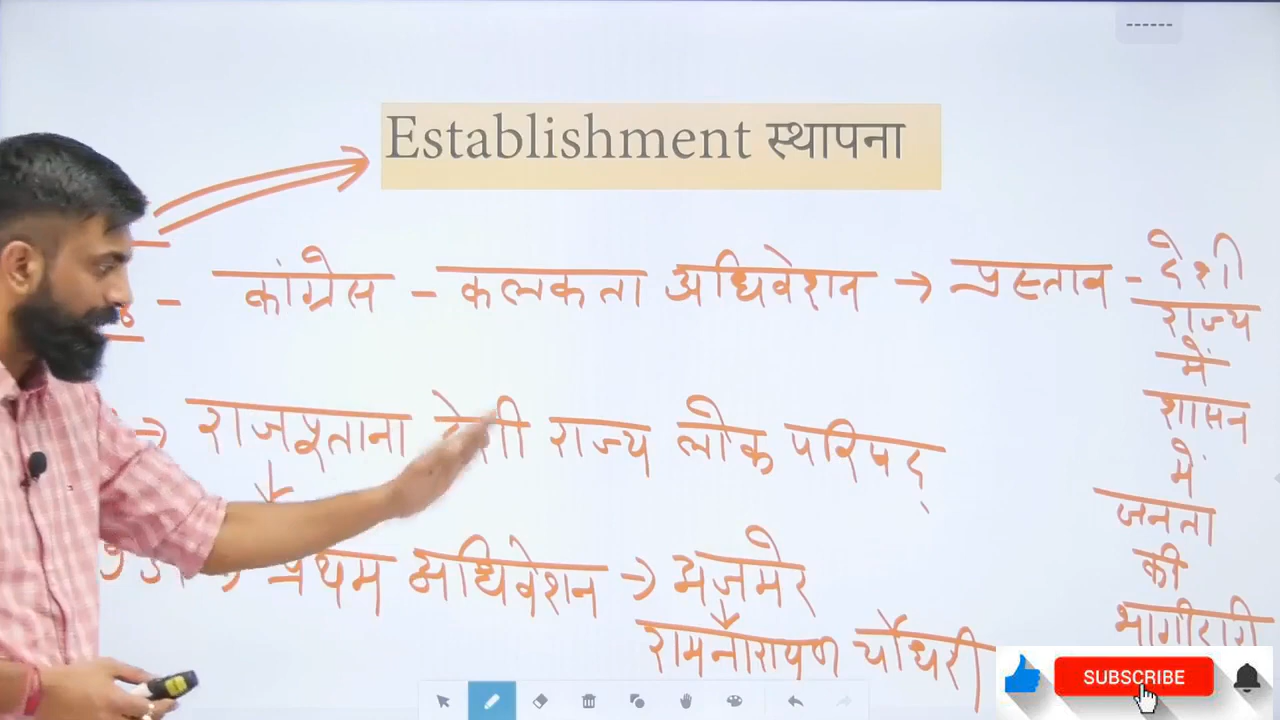 ------
Establishment स्थापना
- कांग्रेस - कलकता अधिवेशन → प्रस्ताव - देशी
राज्य
में
शासन
में
जनता
की
→ राजपूताना देशी राज्य लोक परिषद्
प्रथम अधिवेशन → अजमेर
रामनारायण चौधरी
SUBSCRIBE